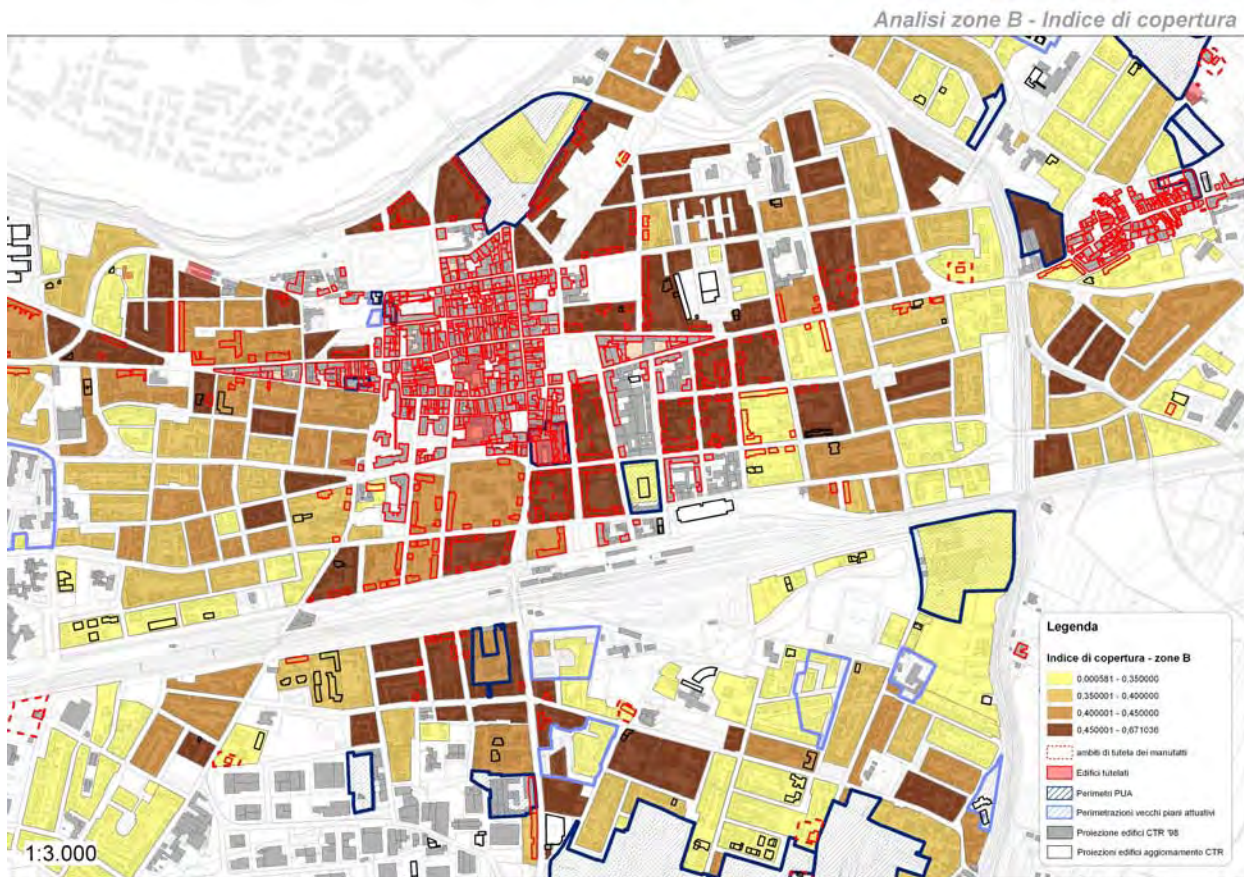 Analisi zone B - Indice di copertura
Legenda
Indice di copertura - zone B
0,000581 - 0,350000
0,350001 - 0,400000
0,400001 - 0,450000
0,450001 - 0,671036
ambiti di tutela dei manufatti
Edifici tutelati
Perimetri PUA
Perimetrazioni vecchi piani attuativi
Proiezione edifici CTR '98
Proiezioni edifici aggiornamento CTR
1:3.000